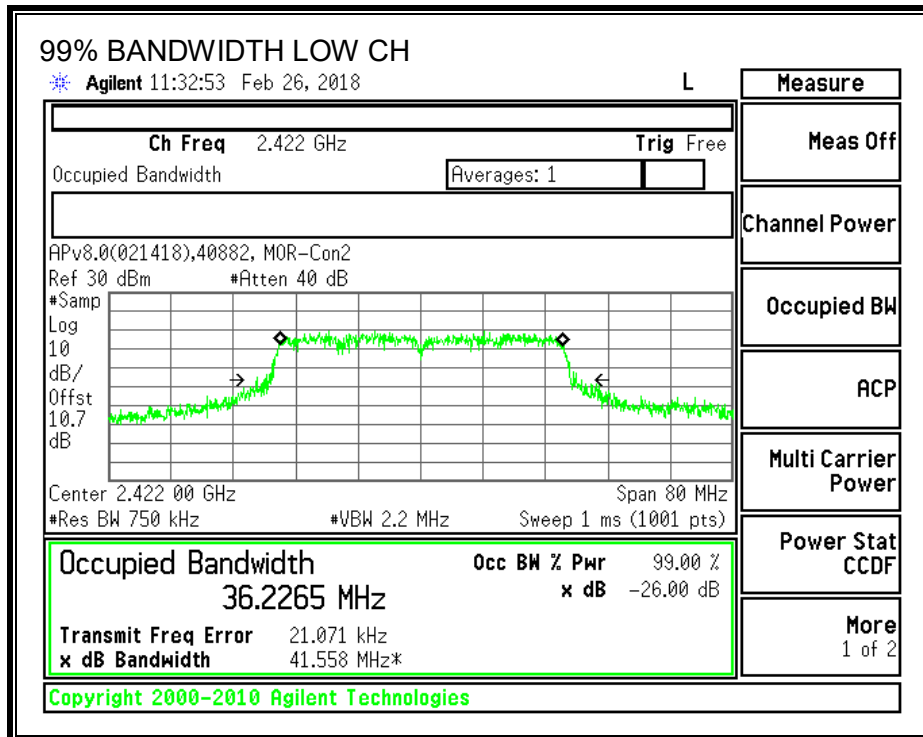 99% BANDWIDTH LOW CH
Agilent 11:32:53 Feb 26, 2018 L
Measure
Ch Freq 2.422 GHz Trig Free
Occupied Bandwidth Averages: 1
APv8.0(021418),40882, MOR-Con2
Ref 30 dBm #Atten 40 dB
#Samp
Log
10
dB/
Offst
10.7
dB
Center 2.422 00 GHz Span 80 MHz
#Res BW 750 kHz #VBW 2.2 MHz Sweep 1 ms (1001 pts)
Occupied Bandwidth Occ BW % Pwr 99.00 %
36.2265 MHz x dB -26.00 dB
Transmit Freq Error 21.071 kHz
x dB Bandwidth 41.558 MHz*
Copyright 2000-2010 Agilent Technologies
Meas Off
Channel Power
Occupied BW
ACP
Multi Carrier
Power
Power Stat
CCDF
More
1 of 2